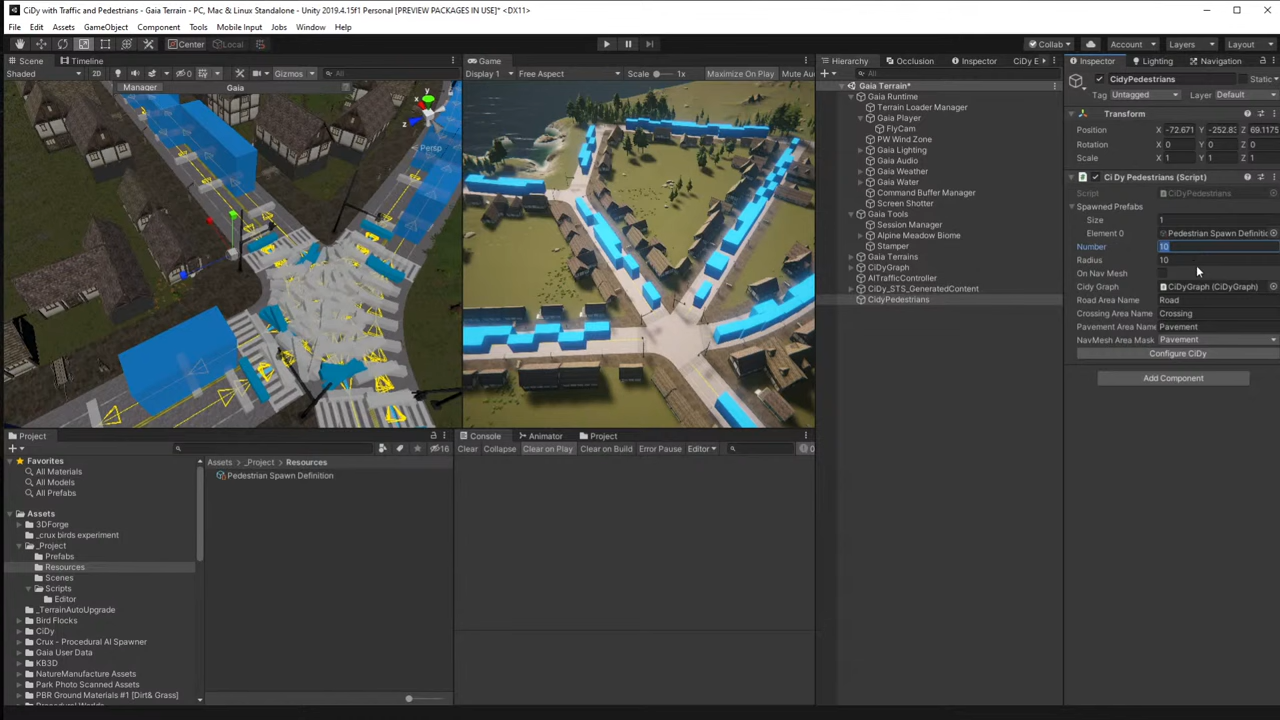 CiDy with Traffic and Pedestrians - Gaia Terrain - PC, Mac & Linux Standalone - Unity 2019.4.15f1 Personal [PREVIEW PACKAGES IN USE]* <DX11>
File Edit Assets GameObject Component Tools Mobile Input Jobs Window Help
Center Local Collab Account Layers Layout
Scene Timeline
Shaded 2D Gizmos All
Manager Gaia
y
x
z
Persp
Game
Display 1 Free Aspect Scale 1x Maximize On Play Mute Au
Hierarchy Occlusion Inspector CiDy E
All
Gaia Terrain*
Gaia Runtime
Terrain Loader Manager
Gaia Player
FlyCam
PW Wind Zone
Gaia Lighting
Gaia Audio
Gaia Weather
Gaia Water
Command Buffer Manager
Screen Shotter
Gaia Tools
Session Manager
Alpine Meadow Biome
Stamper
Gaia Terrains
CiDyGraph
AITrafficController
CiDy_STS_GeneratedContent
CidyPedestrians
Inspector Lighting Navigation
CidyPedestrians Static
Tag Untagged Layer Default
Transform
Position X -72.671 Y -252.83 Z 69.1175
Rotation X 0 Y 0 Z 0
Scale X 1 Y 1 Z 1
Ci Dy Pedestrians (Script)
Script CiDyPedestrians
Spawned Prefabs
Size 1
Element 0 Pedestrian Spawn Definitic
Number 10
Radius 10
On Nav Mesh
Cidy Graph CiDyGraph (CiDyGraph)
Road Area Name Road
Crossing Area Name Crossing
Pavement Area Name Pavement
NavMesh Area Mask Pavement
Configure CiDy
Add Component
Project
16
Favorites
All Materials
All Models
All Prefabs
Assets
3DForge
_crux birds experiment
_Project
Prefabs
Resources
Scenes
Scripts
Editor
_TerrainAutoUpgrade
Bird Flocks
CiDy
Crux - Procedural AI Spawner
Gaia User Data
KB3D
NatureManufacture Assets
Park Photo Scanned Assets
PBR Ground Materials #1 [Dirt& Grass]
Assets > _Project > Resources
Pedestrian Spawn Definition
Console Animator Project
Clear Collapse Clear on Play Clear on Build Error Pause Editor 0